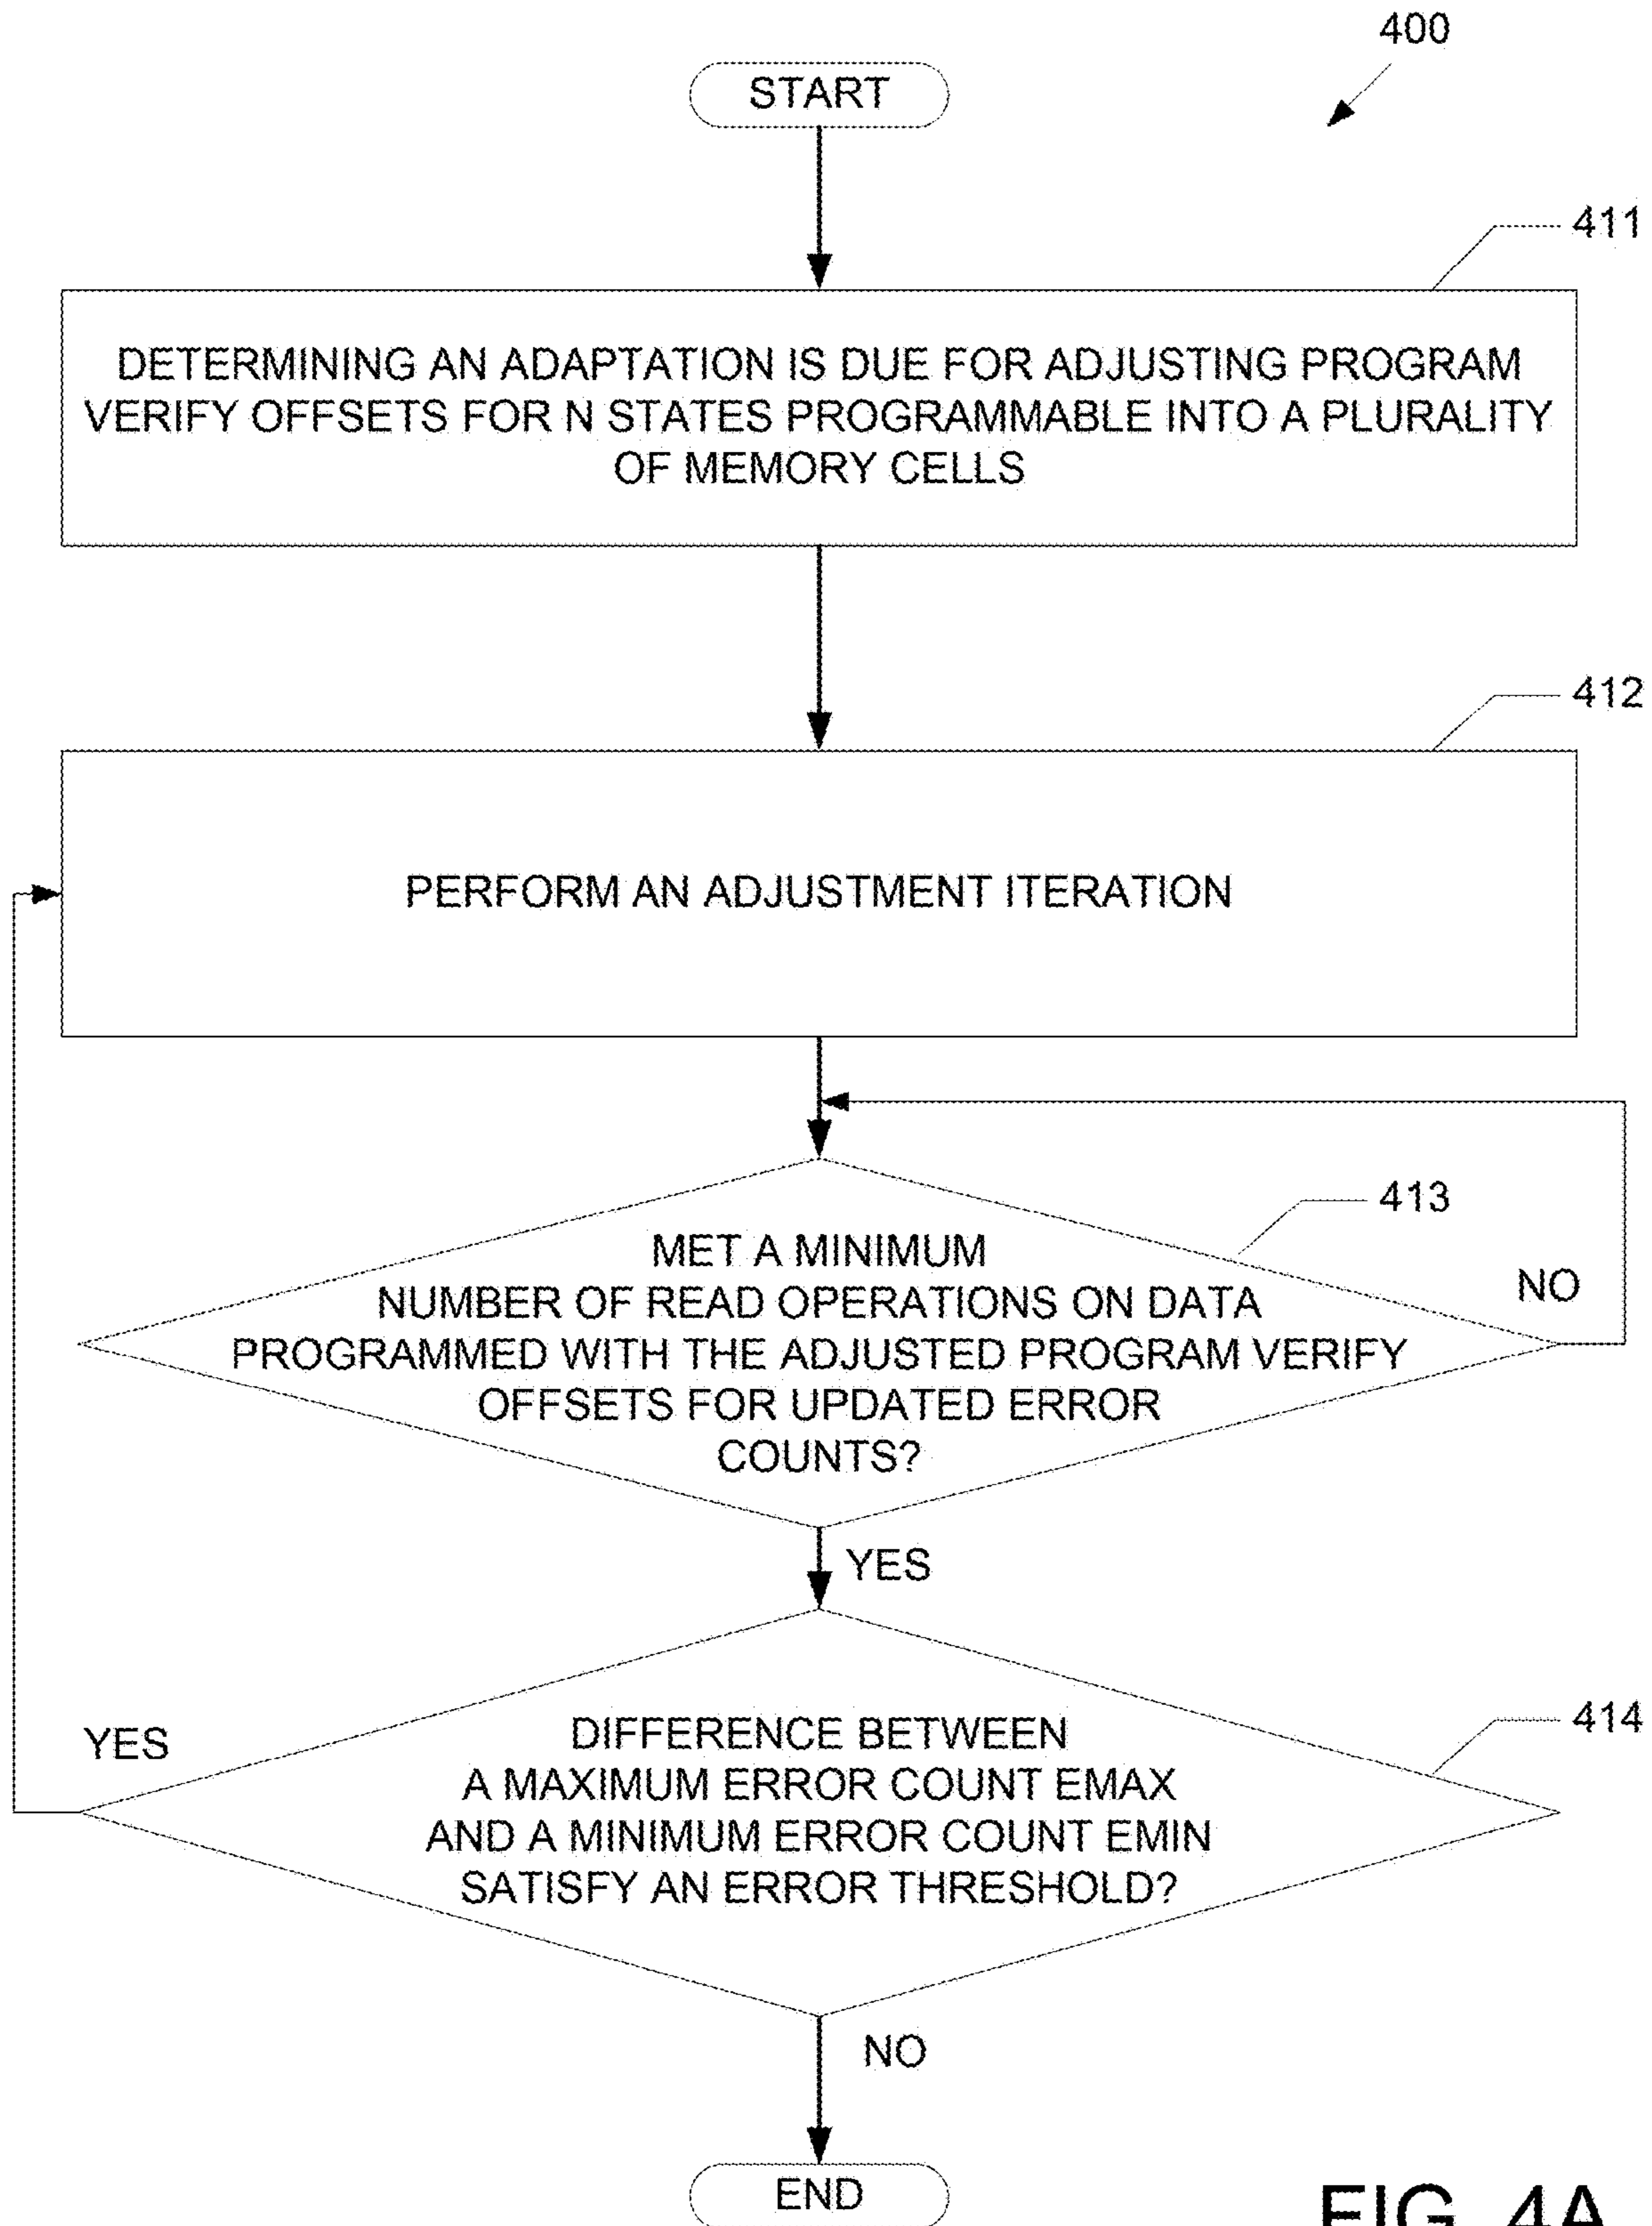 400
START
411
DETERMINING AN ADAPTATION IS DUE FOR ADJUSTING PROGRAM
VERIFY OFFSETS FOR N STATES PROGRAMMABLE INTO A PLURALITY
OF MEMORY CELLS
412
PERFORM AN ADJUSTMENT ITERATION
413
MET A MINIMUM
NUMBER OF READ OPERATIONS ON DATA
PROGRAMMED WITH THE ADJUSTED PROGRAM VERIFY
OFFSETS FOR UPDATED ERROR
COUNTS?
NO
YES
414
DIFFERENCE BETWEEN
A MAXIMUM ERROR COUNT EMAX
AND A MINIMUM ERROR COUNT EMIN
SATISFY AN ERROR THRESHOLD?
YES
NO
END
FIG. 4A